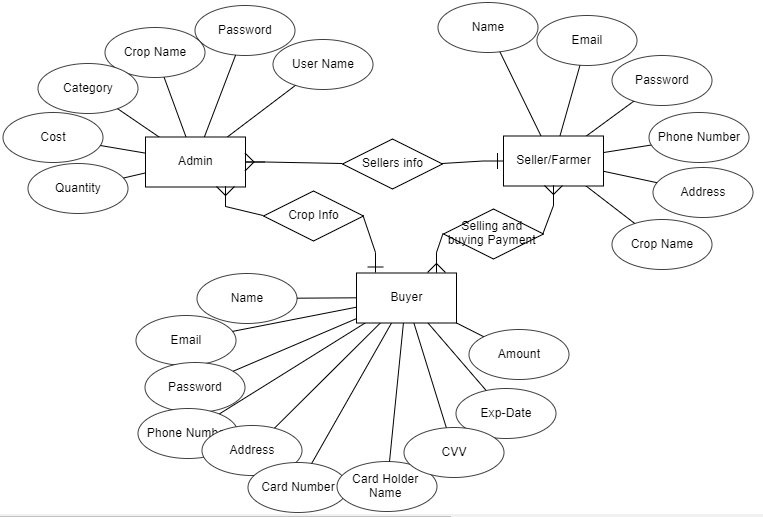 Password
Name
Email
Crop Name
User Name
Category
Password
Cost
Admin
Sellers info
Seller/Farmer
Phone Number
Quantity
Address
Crop Info
Selling and
buying Payment
Crop Name
Name
Buyer
Email
Amount
Password
Exp-Date
Phone Numbe
Address
CVV
Card Number
Card Holder
Name